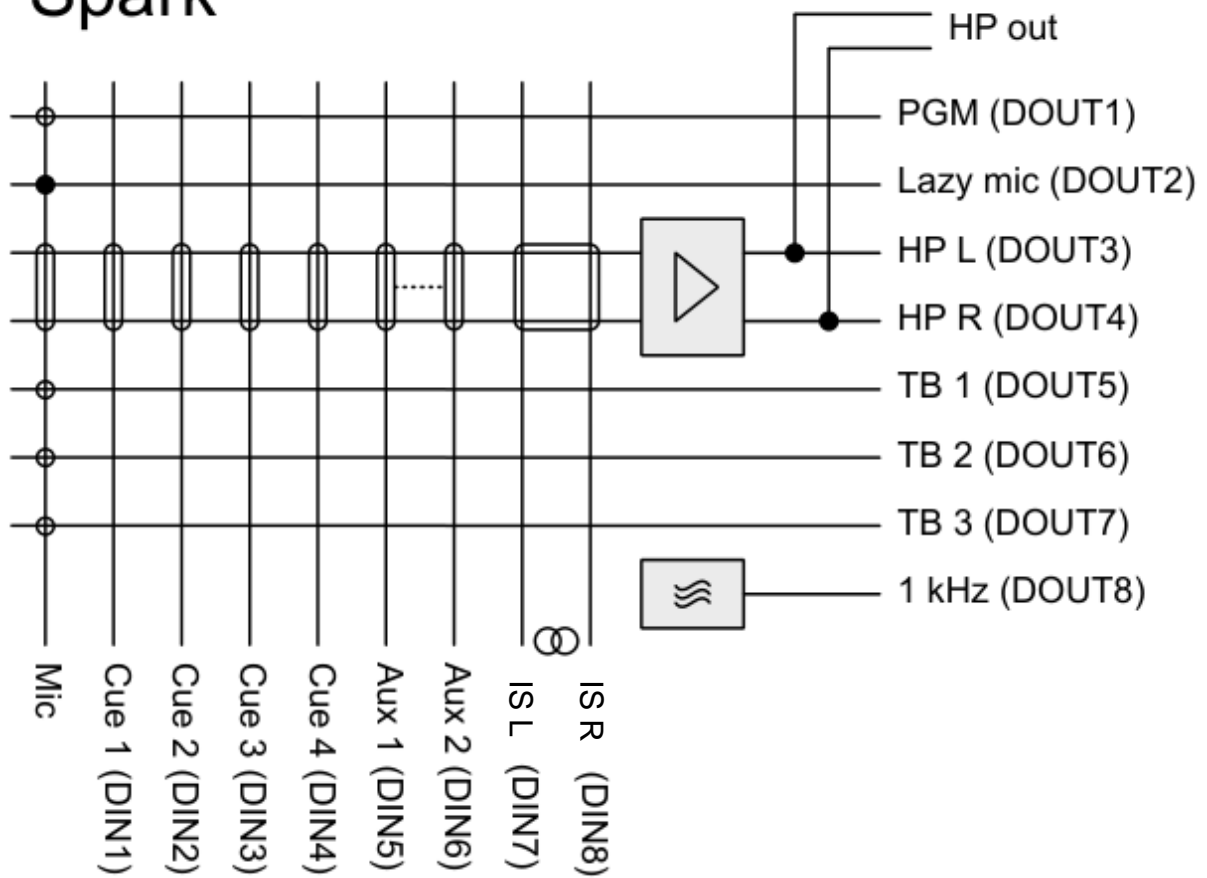 Spark
HP out
PGM (DOUT1)
Lazy mic (DOUT2)
HP L (DOUT3)
HP R (DOUT4)
TB 1 (DOUT5)
TB 2 (DOUT6)
TB 3 (DOUT7)
1 kHz (DOUT8)
Mic
Cue 1 (DIN1)
Cue 2 (DIN2)
Cue 3 (DIN3)
Cue 4 (DIN4)
Aux 1 (DIN5)
Aux 2 (DIN6)
IS L (DIN7)
IS R (DIN8)